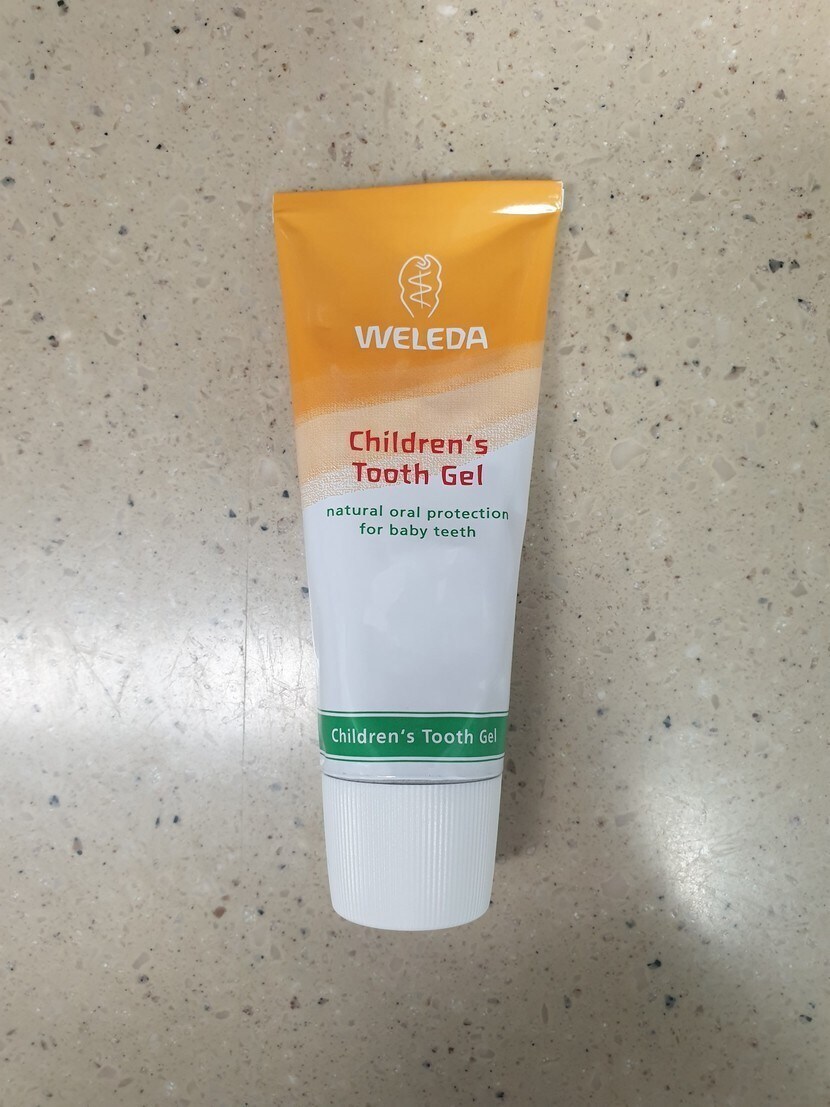 WELEDA
Children's
Tooth Gel
natural oral protection
for baby teeth
Children's Tooth Gel